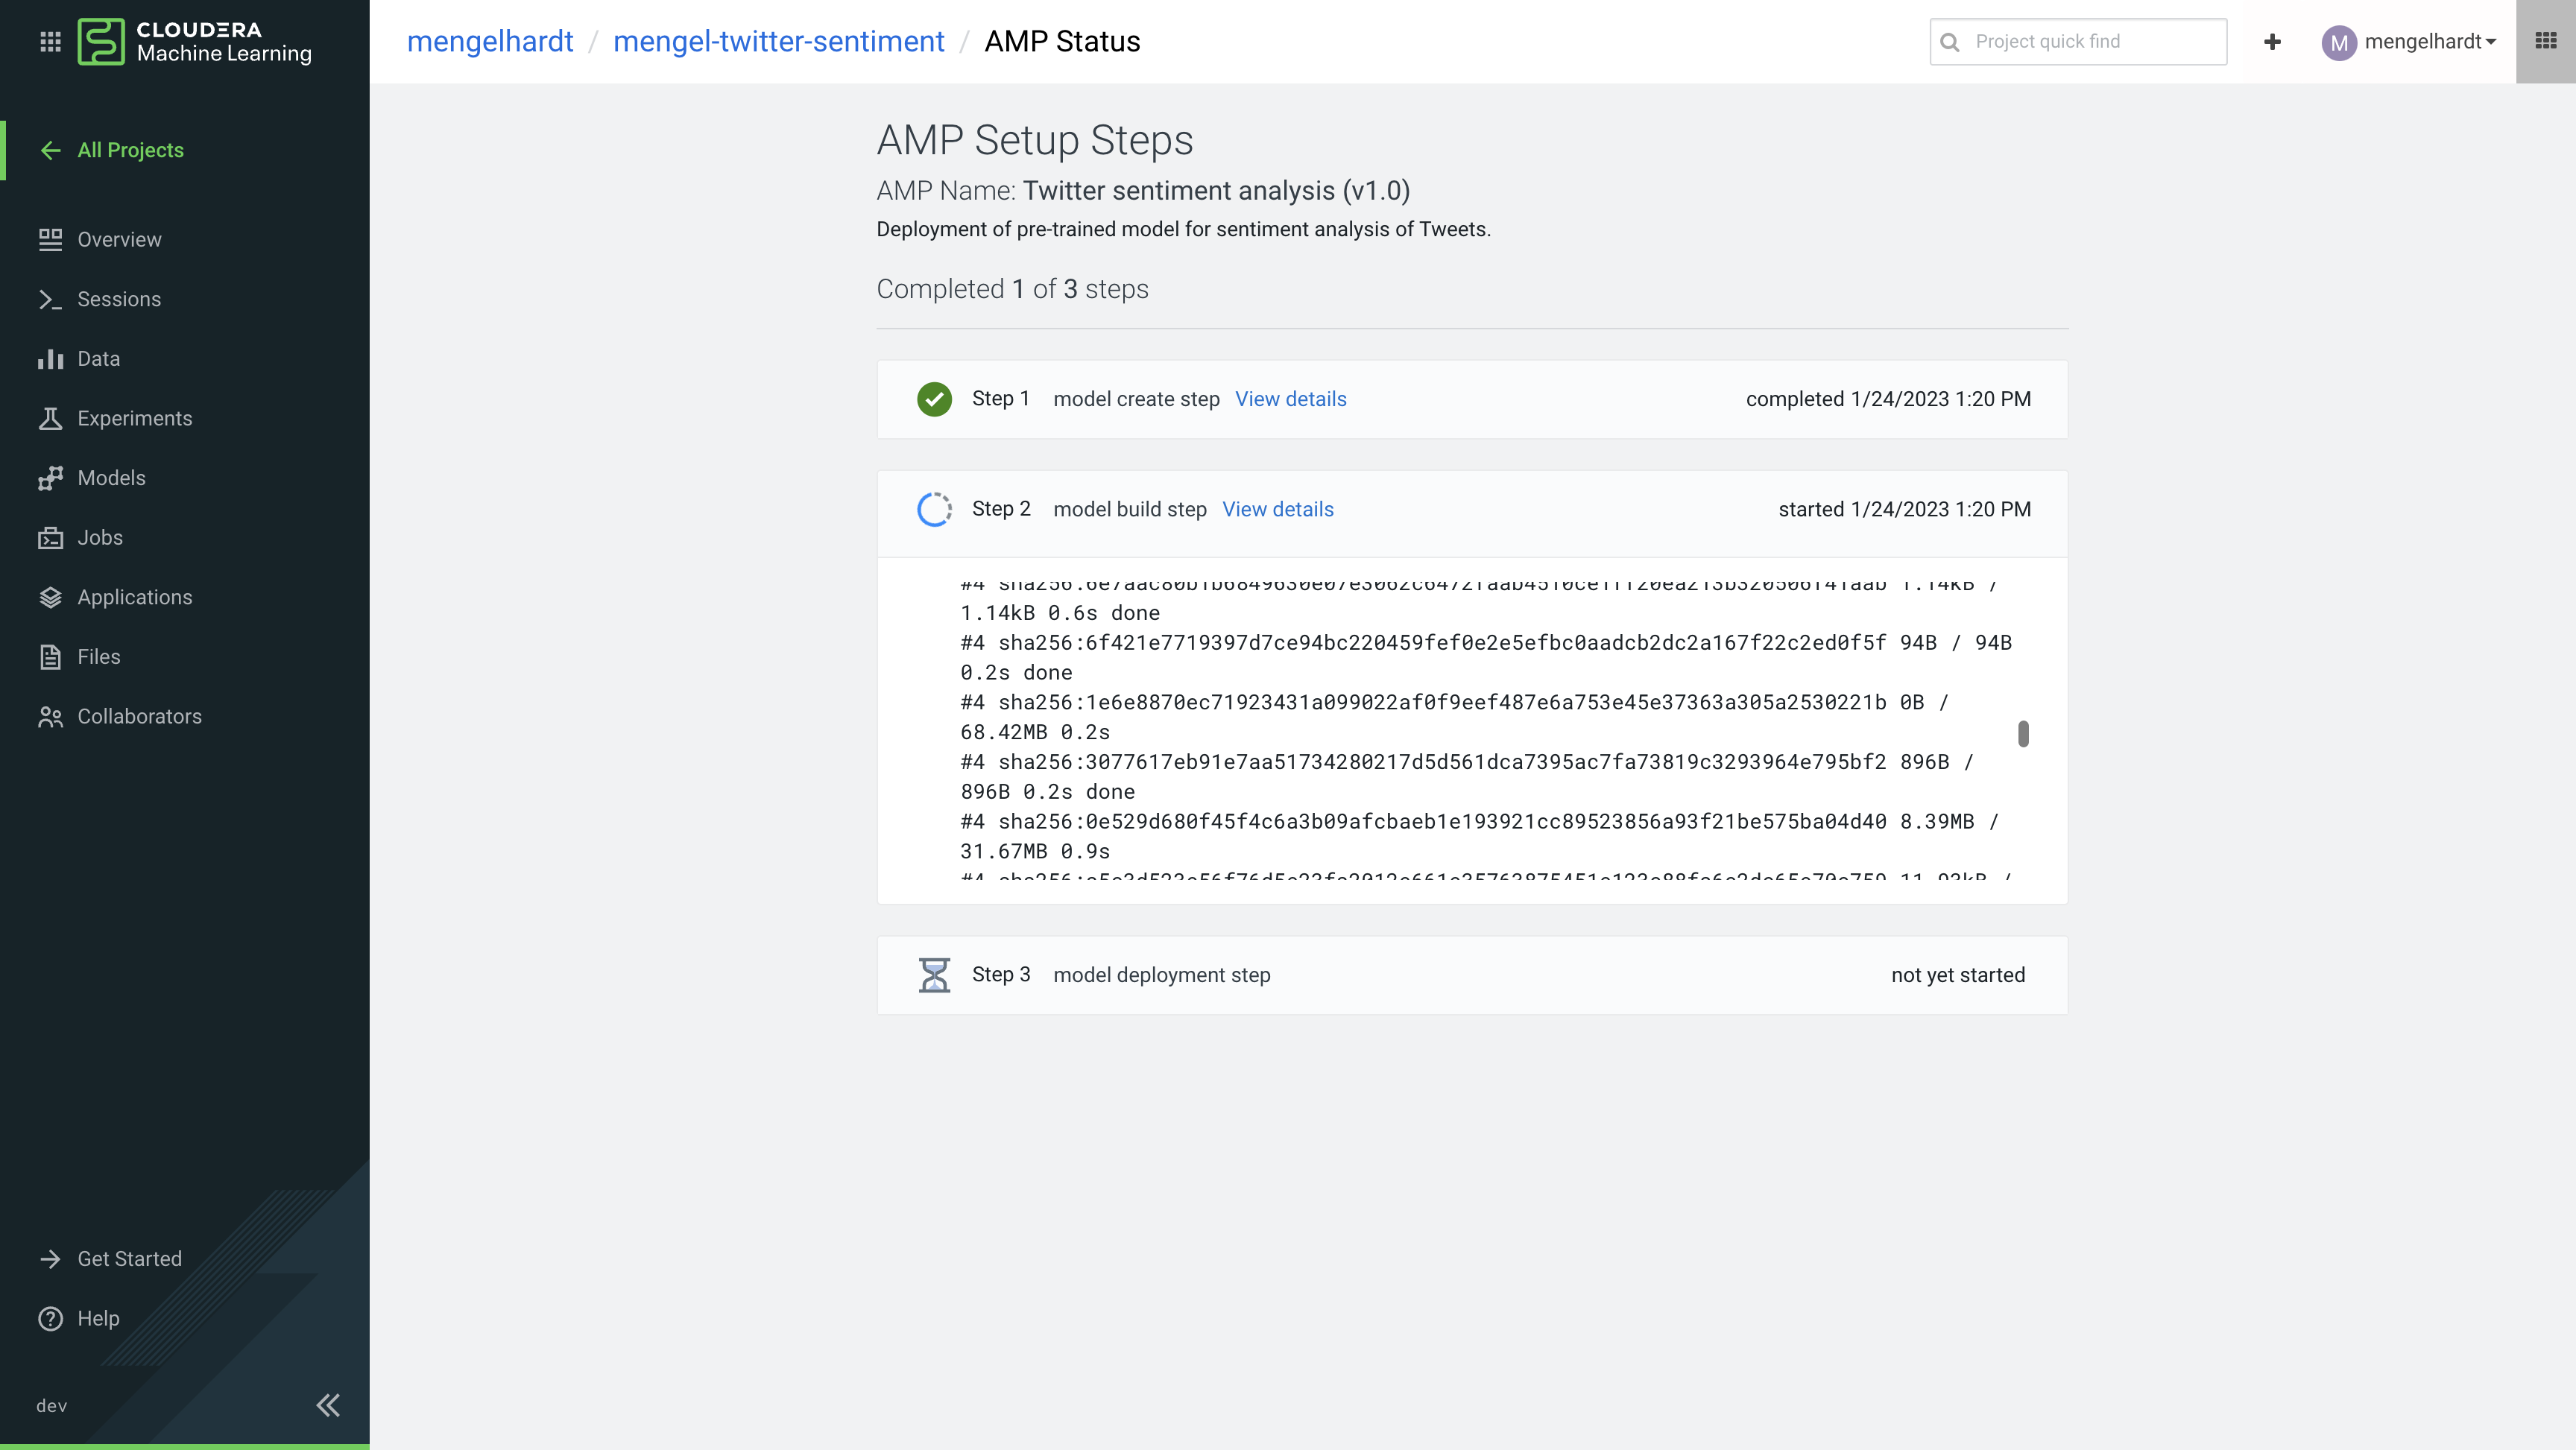 CLOUDERA
Machine Learning
All Projects
Overview
Sessions
Data
Experiments
Models
Jobs
Applications
Files
Collaborators
Get Started
Help
dev
mengelhardt / mengel-twitter-sentiment / AMP Status
Project quick find
M mengelhardt
AMP Setup Steps
AMP Name: Twitter sentiment analysis (v1.0)
Deployment of pre-trained model for sentiment analysis of Tweets.
Completed 1 of 3 steps
Step 1 model create step View details completed 1/24/2023 1:20 PM
Step 2 model build step View details started 1/24/2023 1:20 PM
1.14kB /
1.14kB 0.6s done
#4 sha256:6f421e7719397d7ce94bc220459fef0e2e5efbc0aadcb2dc2a167f22c2ed0f5f 94B / 94B
0.2s done
#4 sha256:1e6e8870ec71923431a099022af0f9eef487e6a753e45e37363a305a2530221b 0B /
68.42MB 0.2s
#4 sha256:3077617eb91e7aa51734280217d5d561dca7395ac7fa73819c3293964e795bf2 896B /
896B 0.2s done
#4 sha256:0e529d680f45f4c6a3b09afcbaeb1e193921cc89523856a93f21be575ba04d40 8.39MB /
31.67MB 0.9s
Step 3 model deployment step not yet started